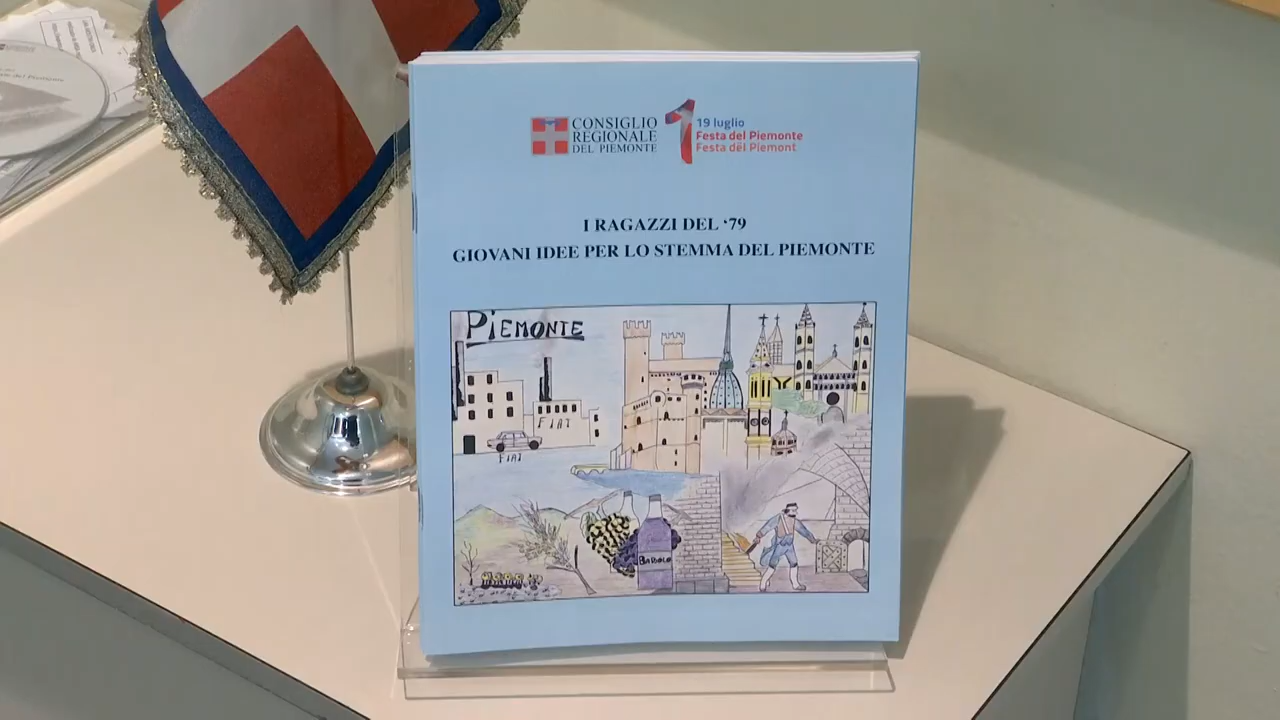 CONSIGLIO
REGIONALE
DEL PIEMONTE
19 luglio
Festa del Piemonte
Festa dël Piemont
I RAGAZZI DEL ‘79
GIOVANI IDEE PER LO STEMMA DEL PIEMONTE
PIEMONTE
FIAT
FIAT
BAROLO